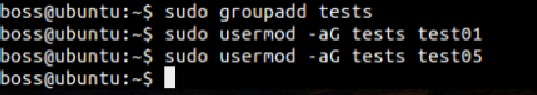 boss@ubuntu:~$ sudo groupadd tests
boss@ubuntu:~$ sudo usermod -aG tests test01
boss@ubuntu:~$ sudo usermod -aG tests test05
boss@ubuntu:~$